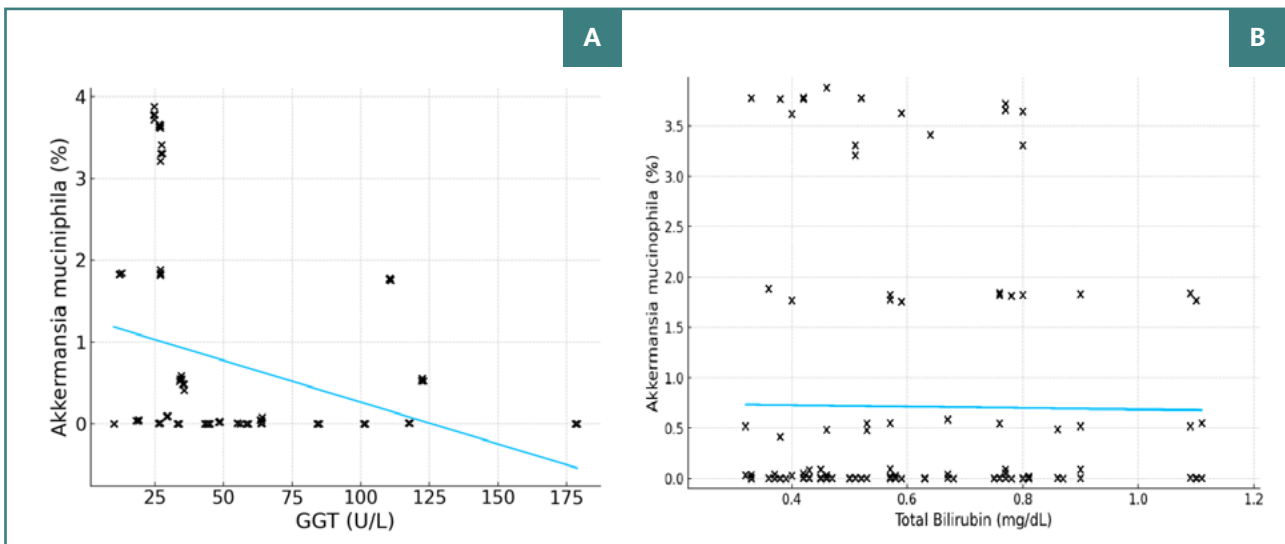 A
4
3
2
1
0
Akkermansia muciniphila (%)
25 50 75 100 125 150 175
GGT (U/L)
B
3.5
3.0
2.5
2.0
1.5
1.0
0.5
0.0
Akkermansia mucinophila (%)
0.4 0.6 0.8 1.0 1.2
Total Bilirubin (mg/dL)